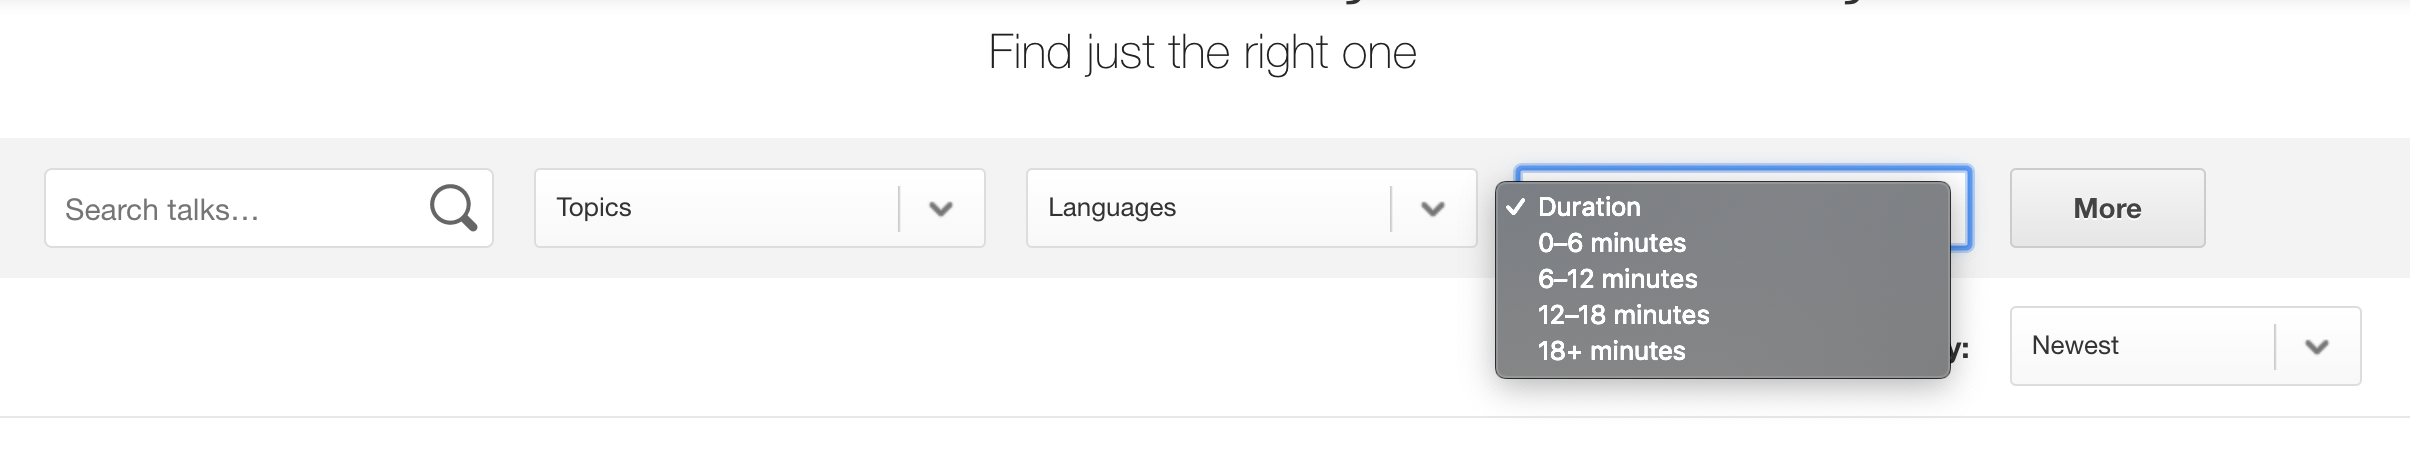 Find just the right one
Search talks...
Topics
Languages
✓ Duration
0–6 minutes
6–12 minutes
12–18 minutes
18+ minutes
More
Newest